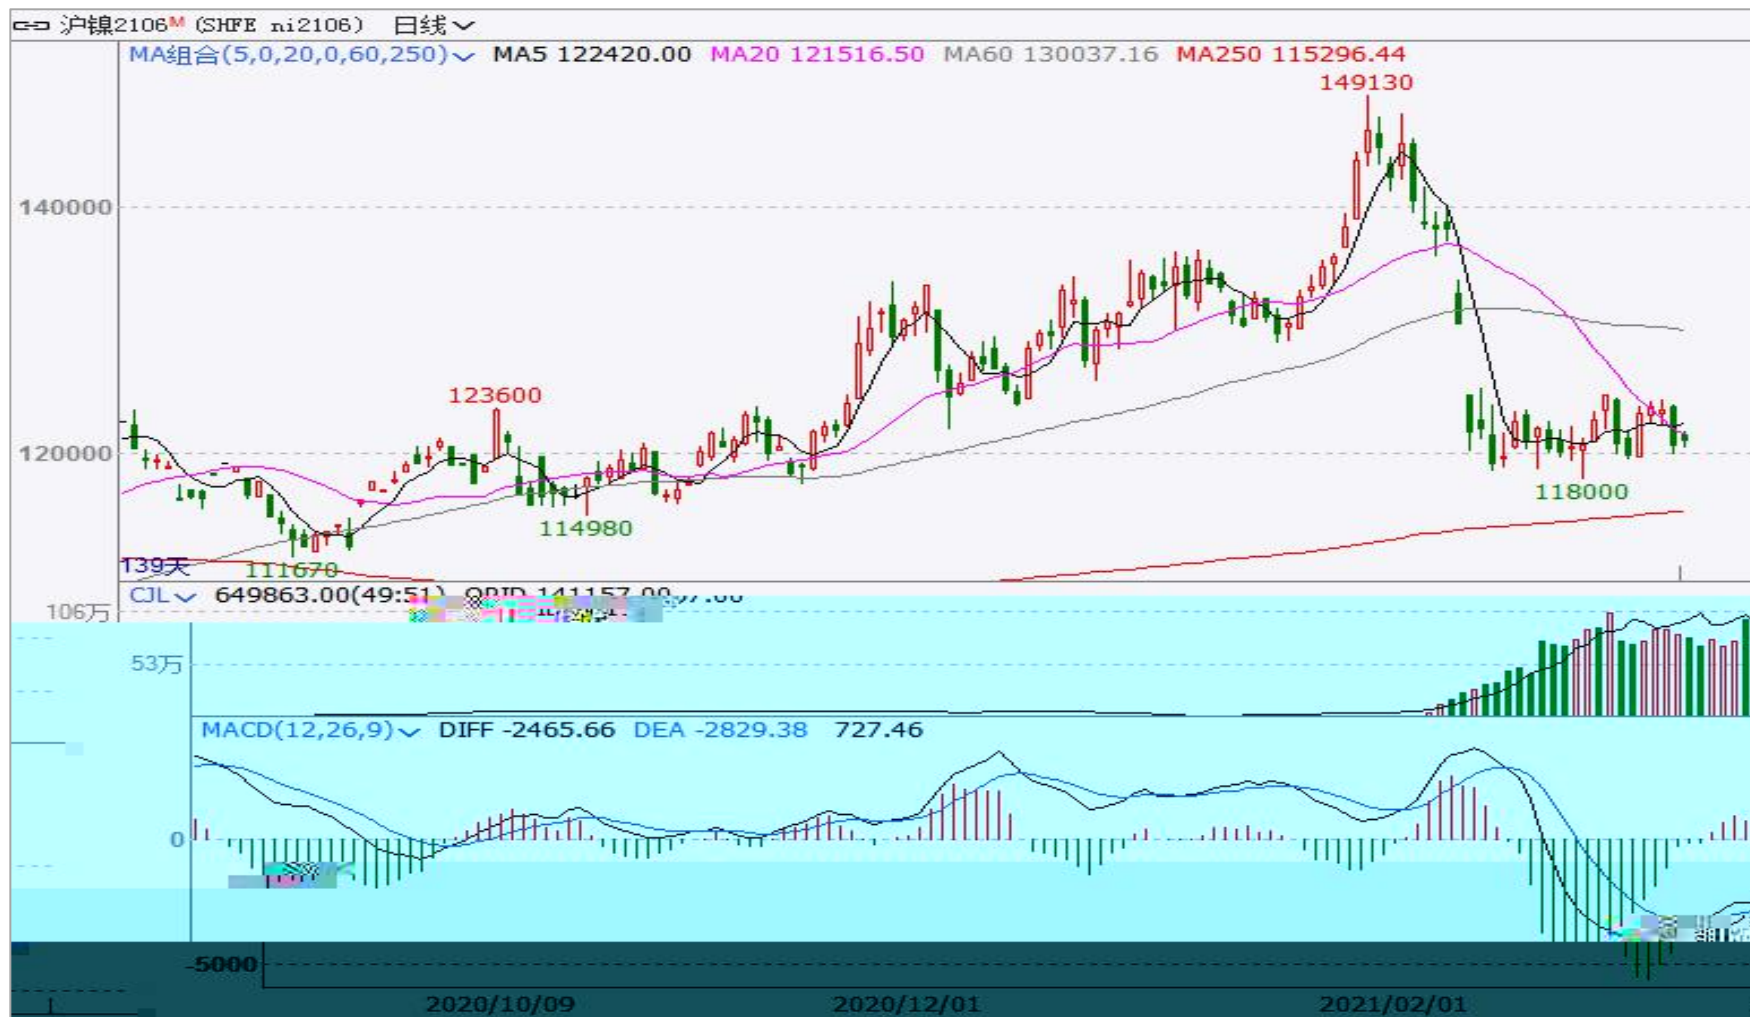 沪镍2106M (SHFE ni2106) 日线
MA组合(5,0,20,0,60,250) MA5 122420.00 MA20 121516.50 MA60 130037.16 MA250 115296.44
149130
140000
123600
120000
118000
114980
139天
111670
CJL 649863.00(49:51) OPID 141157.00
106万
53万
MACD(12,26,9) DIFF -2465.66 DEA -2829.38 727.46
0
-5000
2020/10/09 2020/12/01 2021/02/01